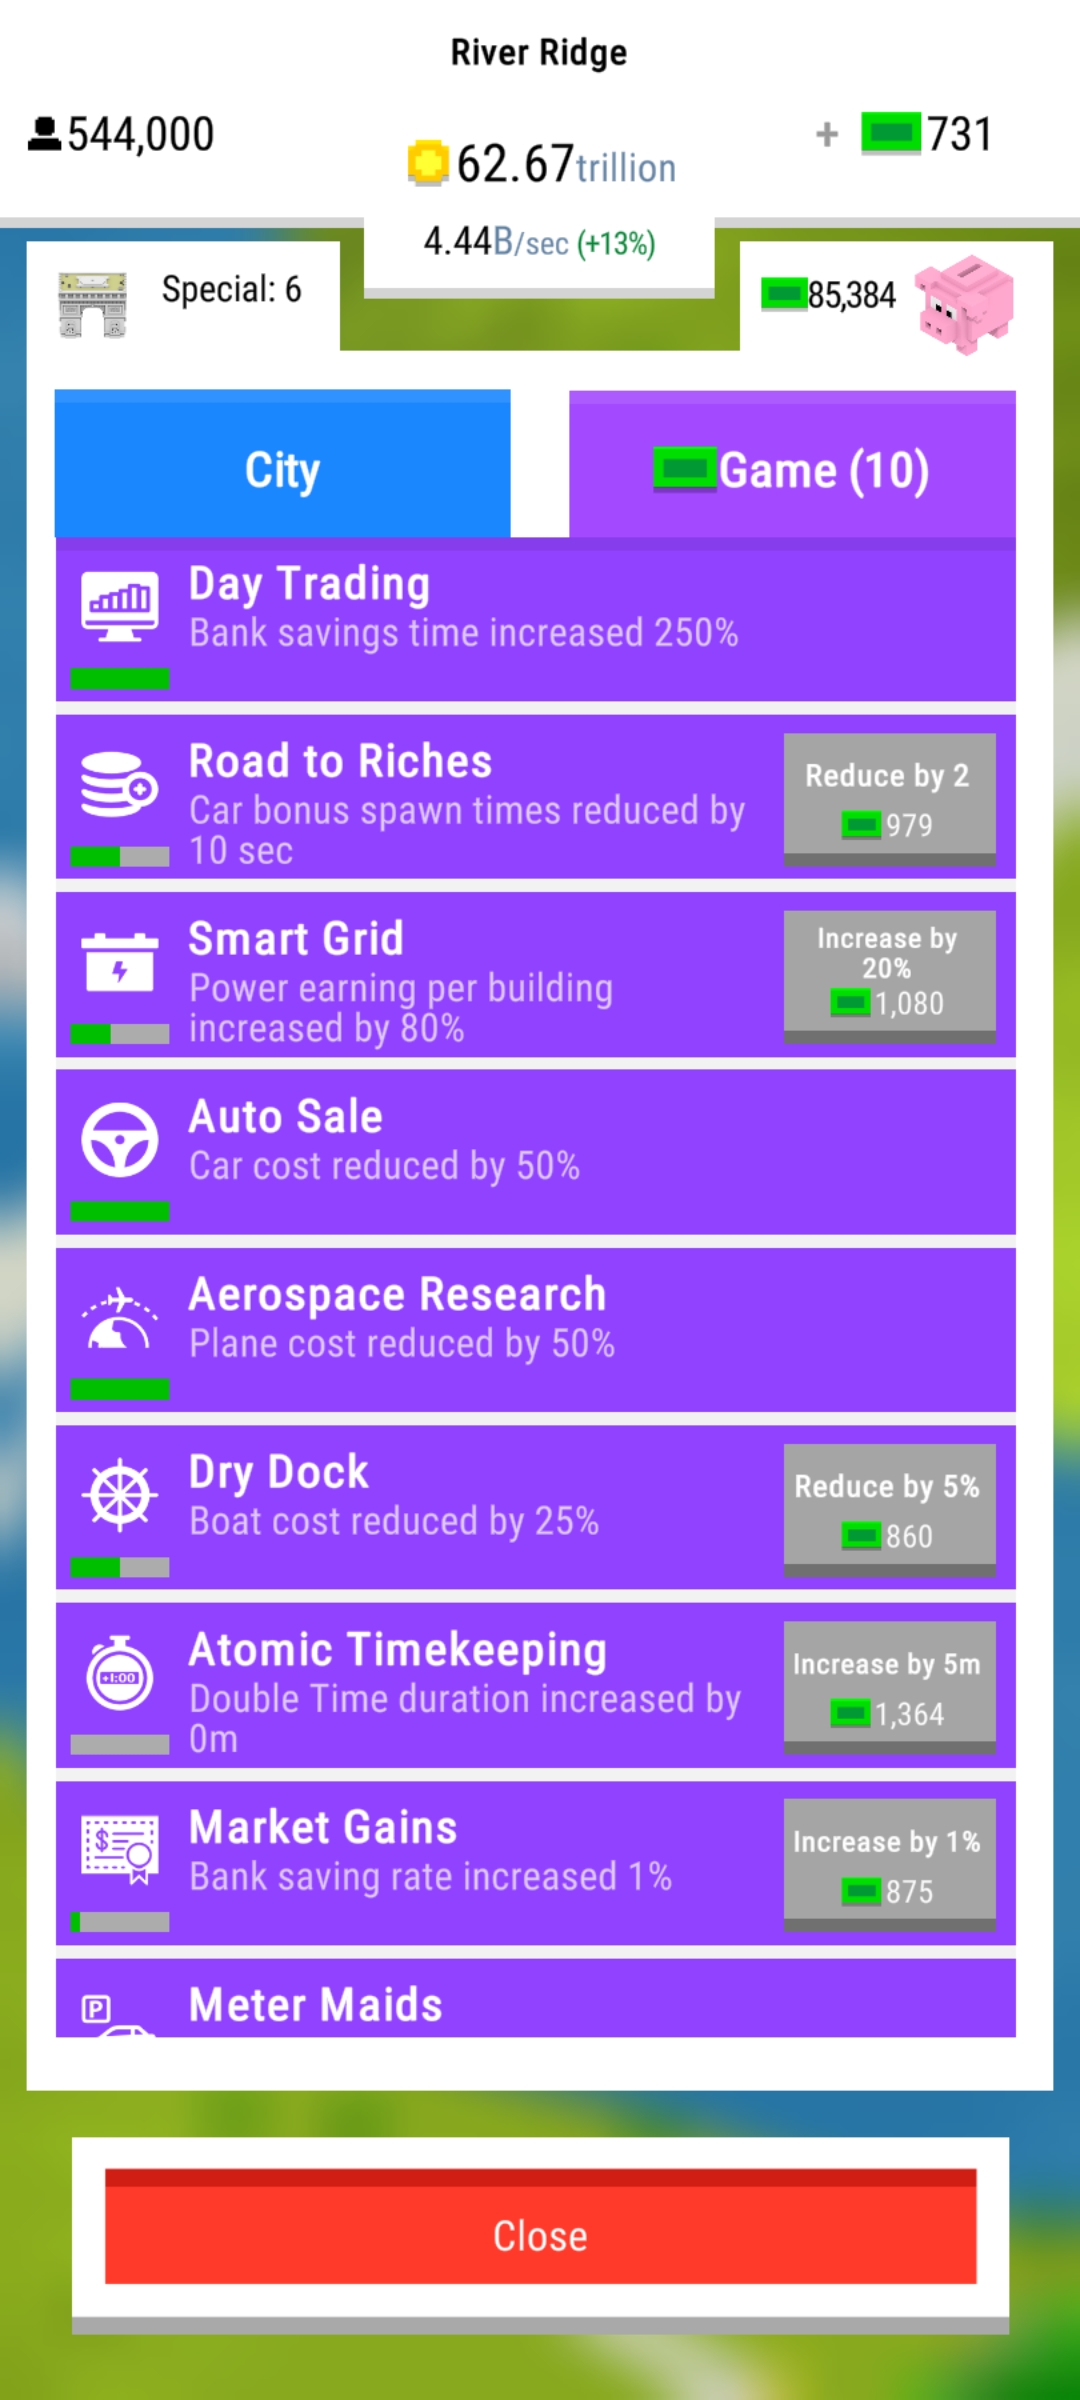 River Ridge
544,000
62.67trillion
+ 731
4.44B/sec (+13%)
Special: 6
85,384
City
Game (10)
Day Trading
Bank savings time increased 250%
Road to Riches
Car bonus spawn times reduced by
10 sec
Reduce by 2
979
Smart Grid
Power earning per building
increased by 80%
Increase by
20%
1,080
Auto Sale
Car cost reduced by 50%
Aerospace Research
Plane cost reduced by 50%
Dry Dock
Boat cost reduced by 25%
Reduce by 5%
860
+1:00
Atomic Timekeeping
Double Time duration increased by
0m
Increase by 5m
1,364
$
Market Gains
Bank saving rate increased 1%
Increase by 1%
875
P
Meter Maids
Close